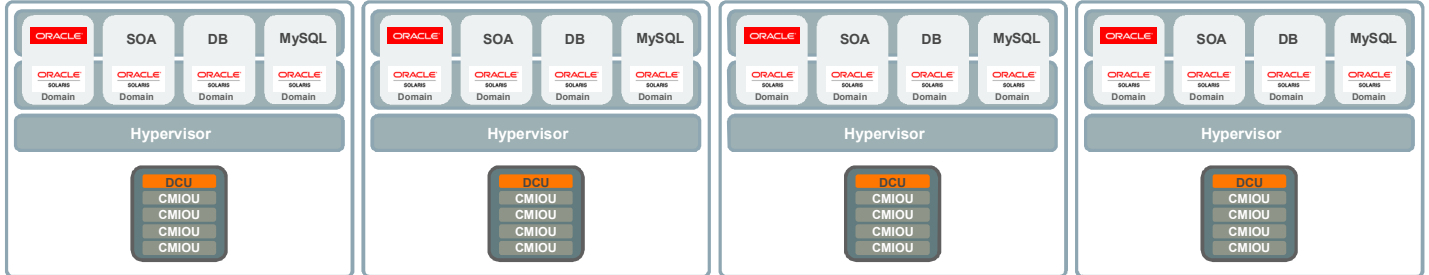 ORACLE SOA DB MySQL ORACLE SOA DB MySQL ORACLE SOA DB MySQL ORACLE SOA DB MySQL
ORACLE ORACLE ORACLE ORACLE ORACLE ORACLE ORACLE ORACLE ORACLE ORACLE ORACLE ORACLE ORACLE ORACLE ORACLE ORACLE
SOLARIS SOLARIS SOLARIS SOLARIS SOLARIS SOLARIS SOLARIS SOLARIS SOLARIS SOLARIS SOLARIS SOLARIS SOLARIS SOLARIS SOLARIS SOLARIS
Domain Domain Domain Domain Domain Domain Domain Domain Domain Domain Domain Domain Domain Domain Domain Domain
Hypervisor Hypervisor Hypervisor Hypervisor
DCU DCU DCU DCU
CMIOU CMIOU CMIOU CMIOU
CMIOU CMIOU CMIOU CMIOU
CMIOU CMIOU CMIOU CMIOU
CMIOU CMIOU CMIOU CMIOU